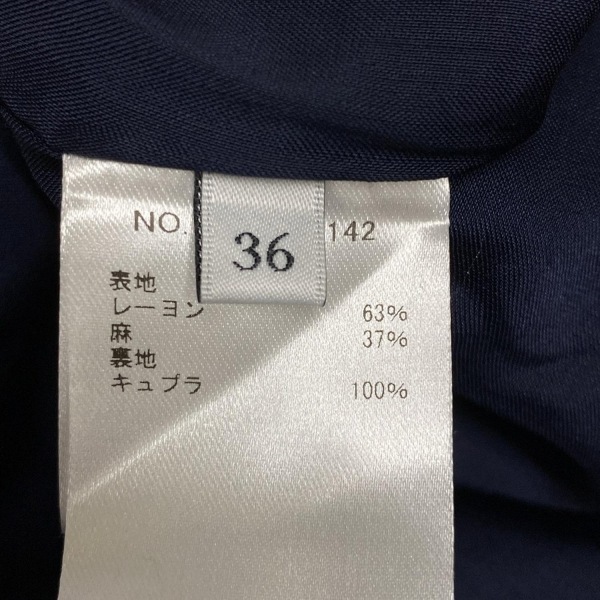 NO. 142
36
表地
レーヨン 63%
麻 37%
裏地
キュプラ 100%